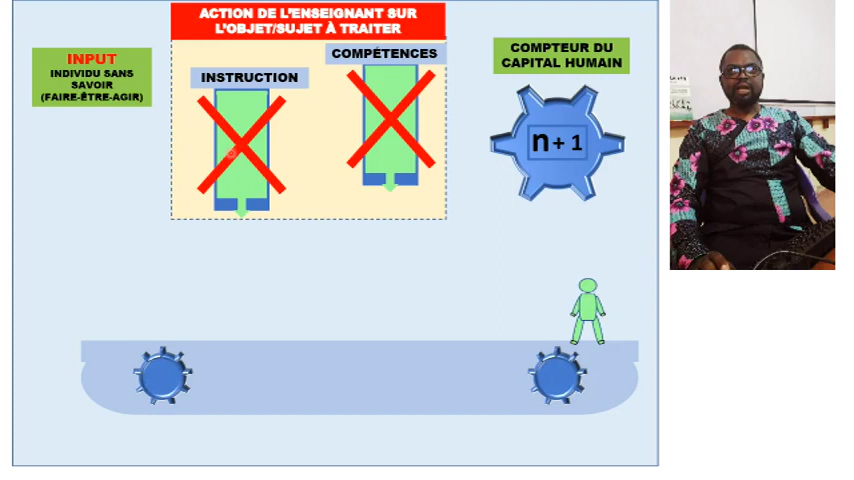 ACTION DE L'ENSEIGNANT SUR
L'OBJET/SUJET À TRAITER
INPUT
INDIVIDU SANS
SAVOIR
(FAIRE-ÊTRE-AGIR)
INSTRUCTION
COMPÉTENCES
COMPTEUR DU
CAPITAL HUMAIN
n + 1